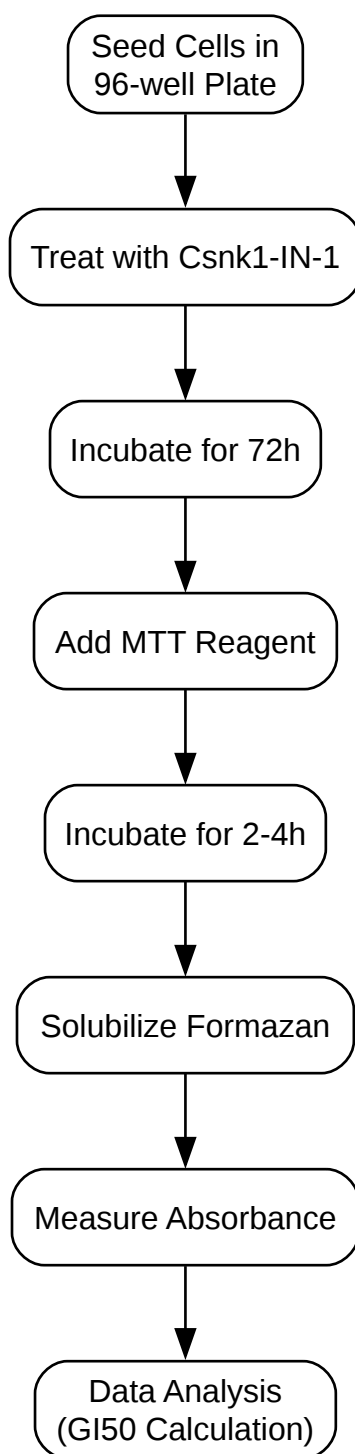 Seed Cells in
96-well Plate
Treat with Csnk1-IN-1
Incubate for 72h
Add MTT Reagent
Incubate for 2-4h
Solubilize Formazan
Measure Absorbance
Data Analysis
(GI50 Calculation)